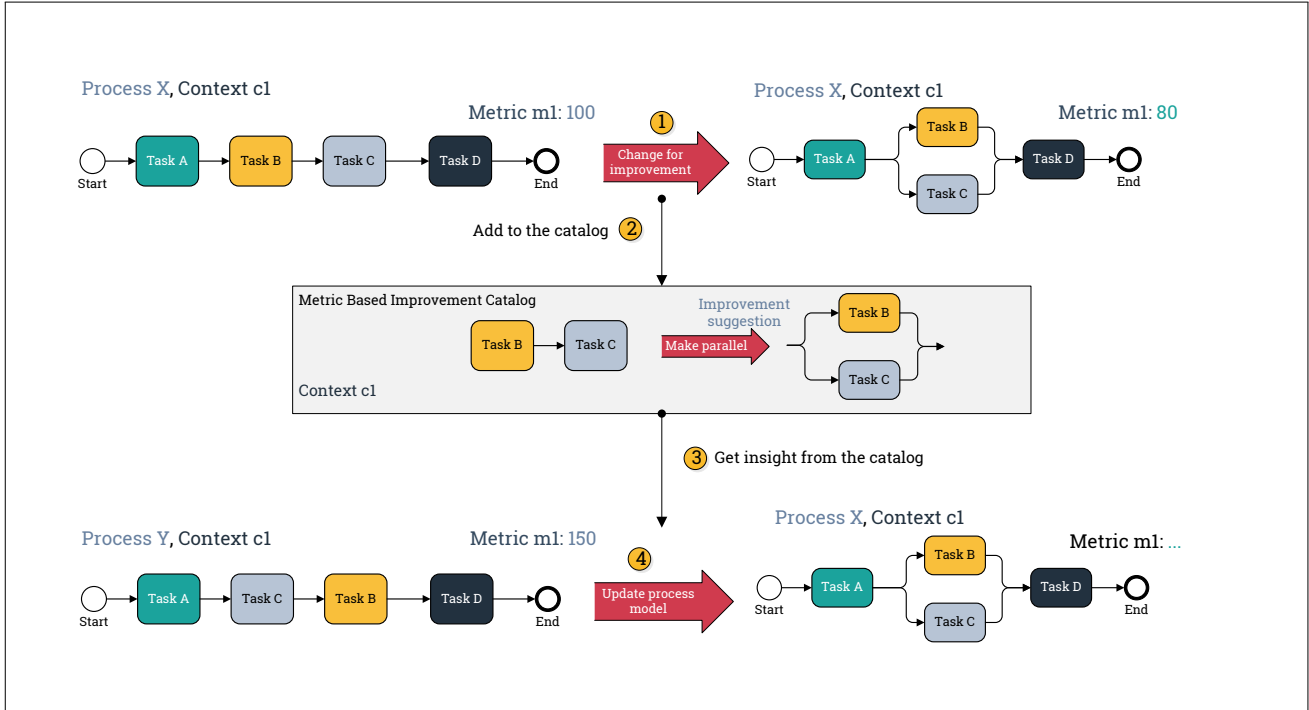 Process X, Context c1
Metric m1: 100
Start
Task A
Task B
Task C
Task D
End
1
Change for
improvement
Process X, Context c1
Metric m1: 80
Start
Task A
Task B
Task C
Task D
End
Add to the catalog
2
Metric Based Improvement Catalog
Task B
Task C
Improvement
suggestion
Make parallel
Task B
Task C
Context c1
3
Get insight from the catalog
Process Y, Context c1
Metric m1: 150
Start
Task A
Task C
Task B
Task D
End
4
Update process
model
Process X, Context c1
Metric m1: ...
Start
Task A
Task B
Task C
Task D
End